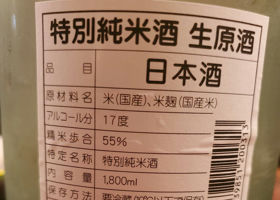 特別純米酒 生原酒
品目 日本酒
原材料名 米(国産)、米麹(国産米)
アルコール分 17度
精米歩合 55%
特定名称 特別純米酒
内容量 1,800ml
保存方法 要冷蔵